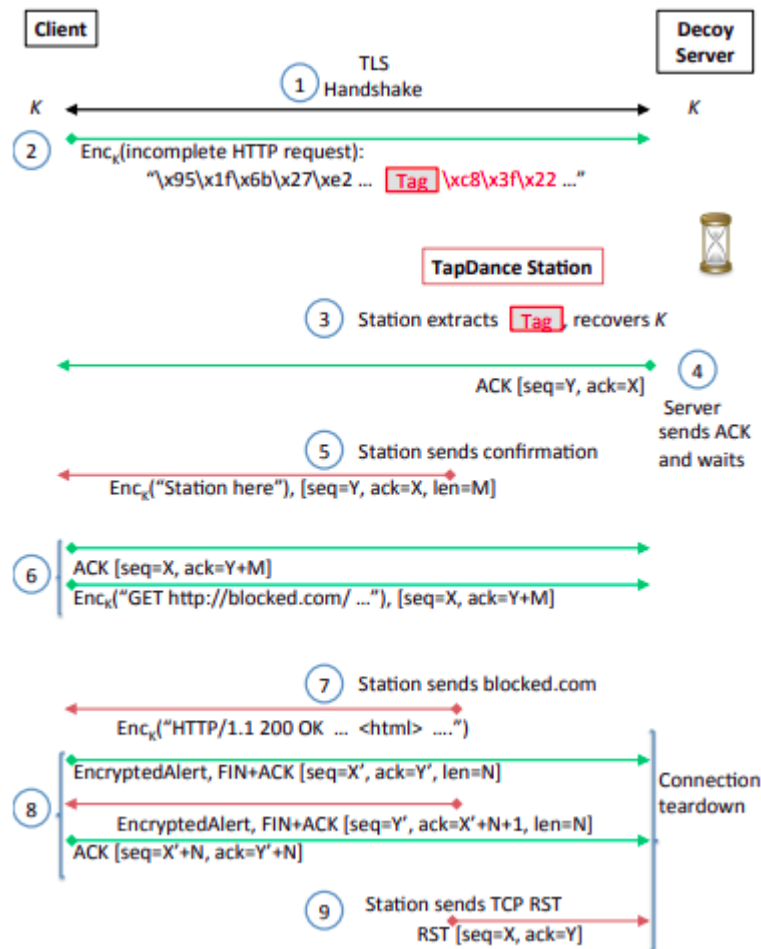 Client
Decoy
Server
TLS
1 Handshake
K K
2
Enc_K(incomplete HTTP request):
“\x95\x1f\x6b\x27\xe2 ... Tag \xc8\x3f\x22 ...”
TapDance Station
3 Station extracts Tag, recovers K
ACK [seq=Y, ack=X]
4
Server
sends ACK
and waits
5 Station sends confirmation
Enc_K(“Station here”), [seq=Y, ack=X, len=M]
6
ACK [seq=X, ack=Y+M]
Enc_K(“GET http://blocked.com/ ...”), [seq=X, ack=Y+M]
7 Station sends blocked.com
Enc_K(“HTTP/1.1 200 OK ... <html> ....”)
8
EncryptedAlert, FIN+ACK [seq=X’, ack=Y’, len=N]
EncryptedAlert, FIN+ACK [seq=Y’, ack=X’+N+1, len=N]
ACK [seq=X’+N, ack=Y’+N]
Connection
teardown
9 Station sends TCP RST
RST [seq=X, ack=Y]